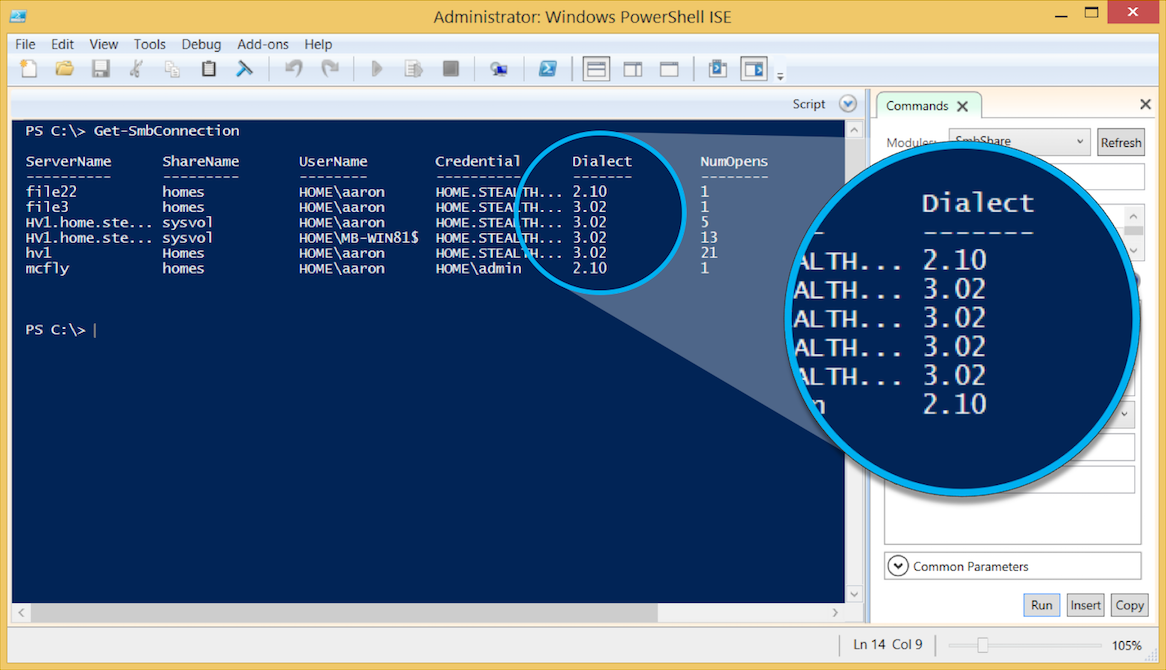 Administrator: Windows PowerShell ISE
File Edit View Tools Debug Add-ons Help
Script
PS C:\> Get-SmbConnection
ServerName ShareName UserName Credential Dialect NumOpens
---------- --------- -------- ---------- ------- --------
file22 homes HOME\aaron HOME.STEALTH... 2.10 1
file3 homes HOME\aaron HOME.STEALTH... 3.02 1
HV1.home.ste... sysvol HOME\aaron HOME.STEALTH... 3.02 5
HV1.home.ste... sysvol HOME\MB-WIN81$ HOME.STEALTH... 3.02 13
hv1 Homes HOME\aaron HOME.STEALTH... 3.02 21
mcfly homes HOME\aaron HOME\admin 2.10 1
PS C:\>
Commands
Modules: SmbShare Refresh
Dialect
-------
ALTH... 2.10
ALTH... 3.02
ALTH... 3.02
ALTH... 3.02
ALTH... 3.02
n 2.10
Common Parameters
Run Insert Copy
Ln 14 Col 9 105%